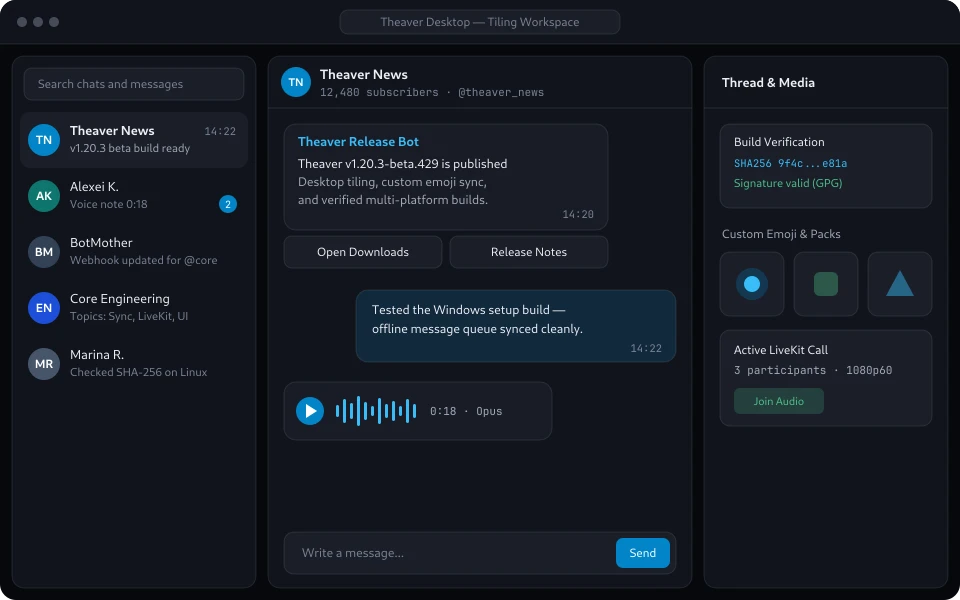 Theaver Desktop — Tiling Workspace
Search chats and messages
TN
Theaver News
14:22
v1.20.3 beta build ready
AK
Alexei K.
Voice note 0:18
2
BM
BotMother
Webhook updated for @core
EN
Core Engineering
Topics: Sync, LiveKit, UI
MR
Marina R.
Checked SHA-256 on Linux
TN
Theaver News
12,480 subscribers · @theaver_news
Theaver Release Bot
Theaver v1.20.3-beta.429 is published
Desktop tiling, custom emoji sync,
and verified multi-platform builds.
14:20
Open Downloads
Release Notes
Tested the Windows setup build —
offline message queue synced cleanly.
14:22
0:18 · Opus
Write a message...
Send
Thread & Media
Build Verification
SHA256 9f4c...e81a
Signature valid (GPG)
Custom Emoji & Packs
Active LiveKit Call
3 participants · 1080p60
Join Audio